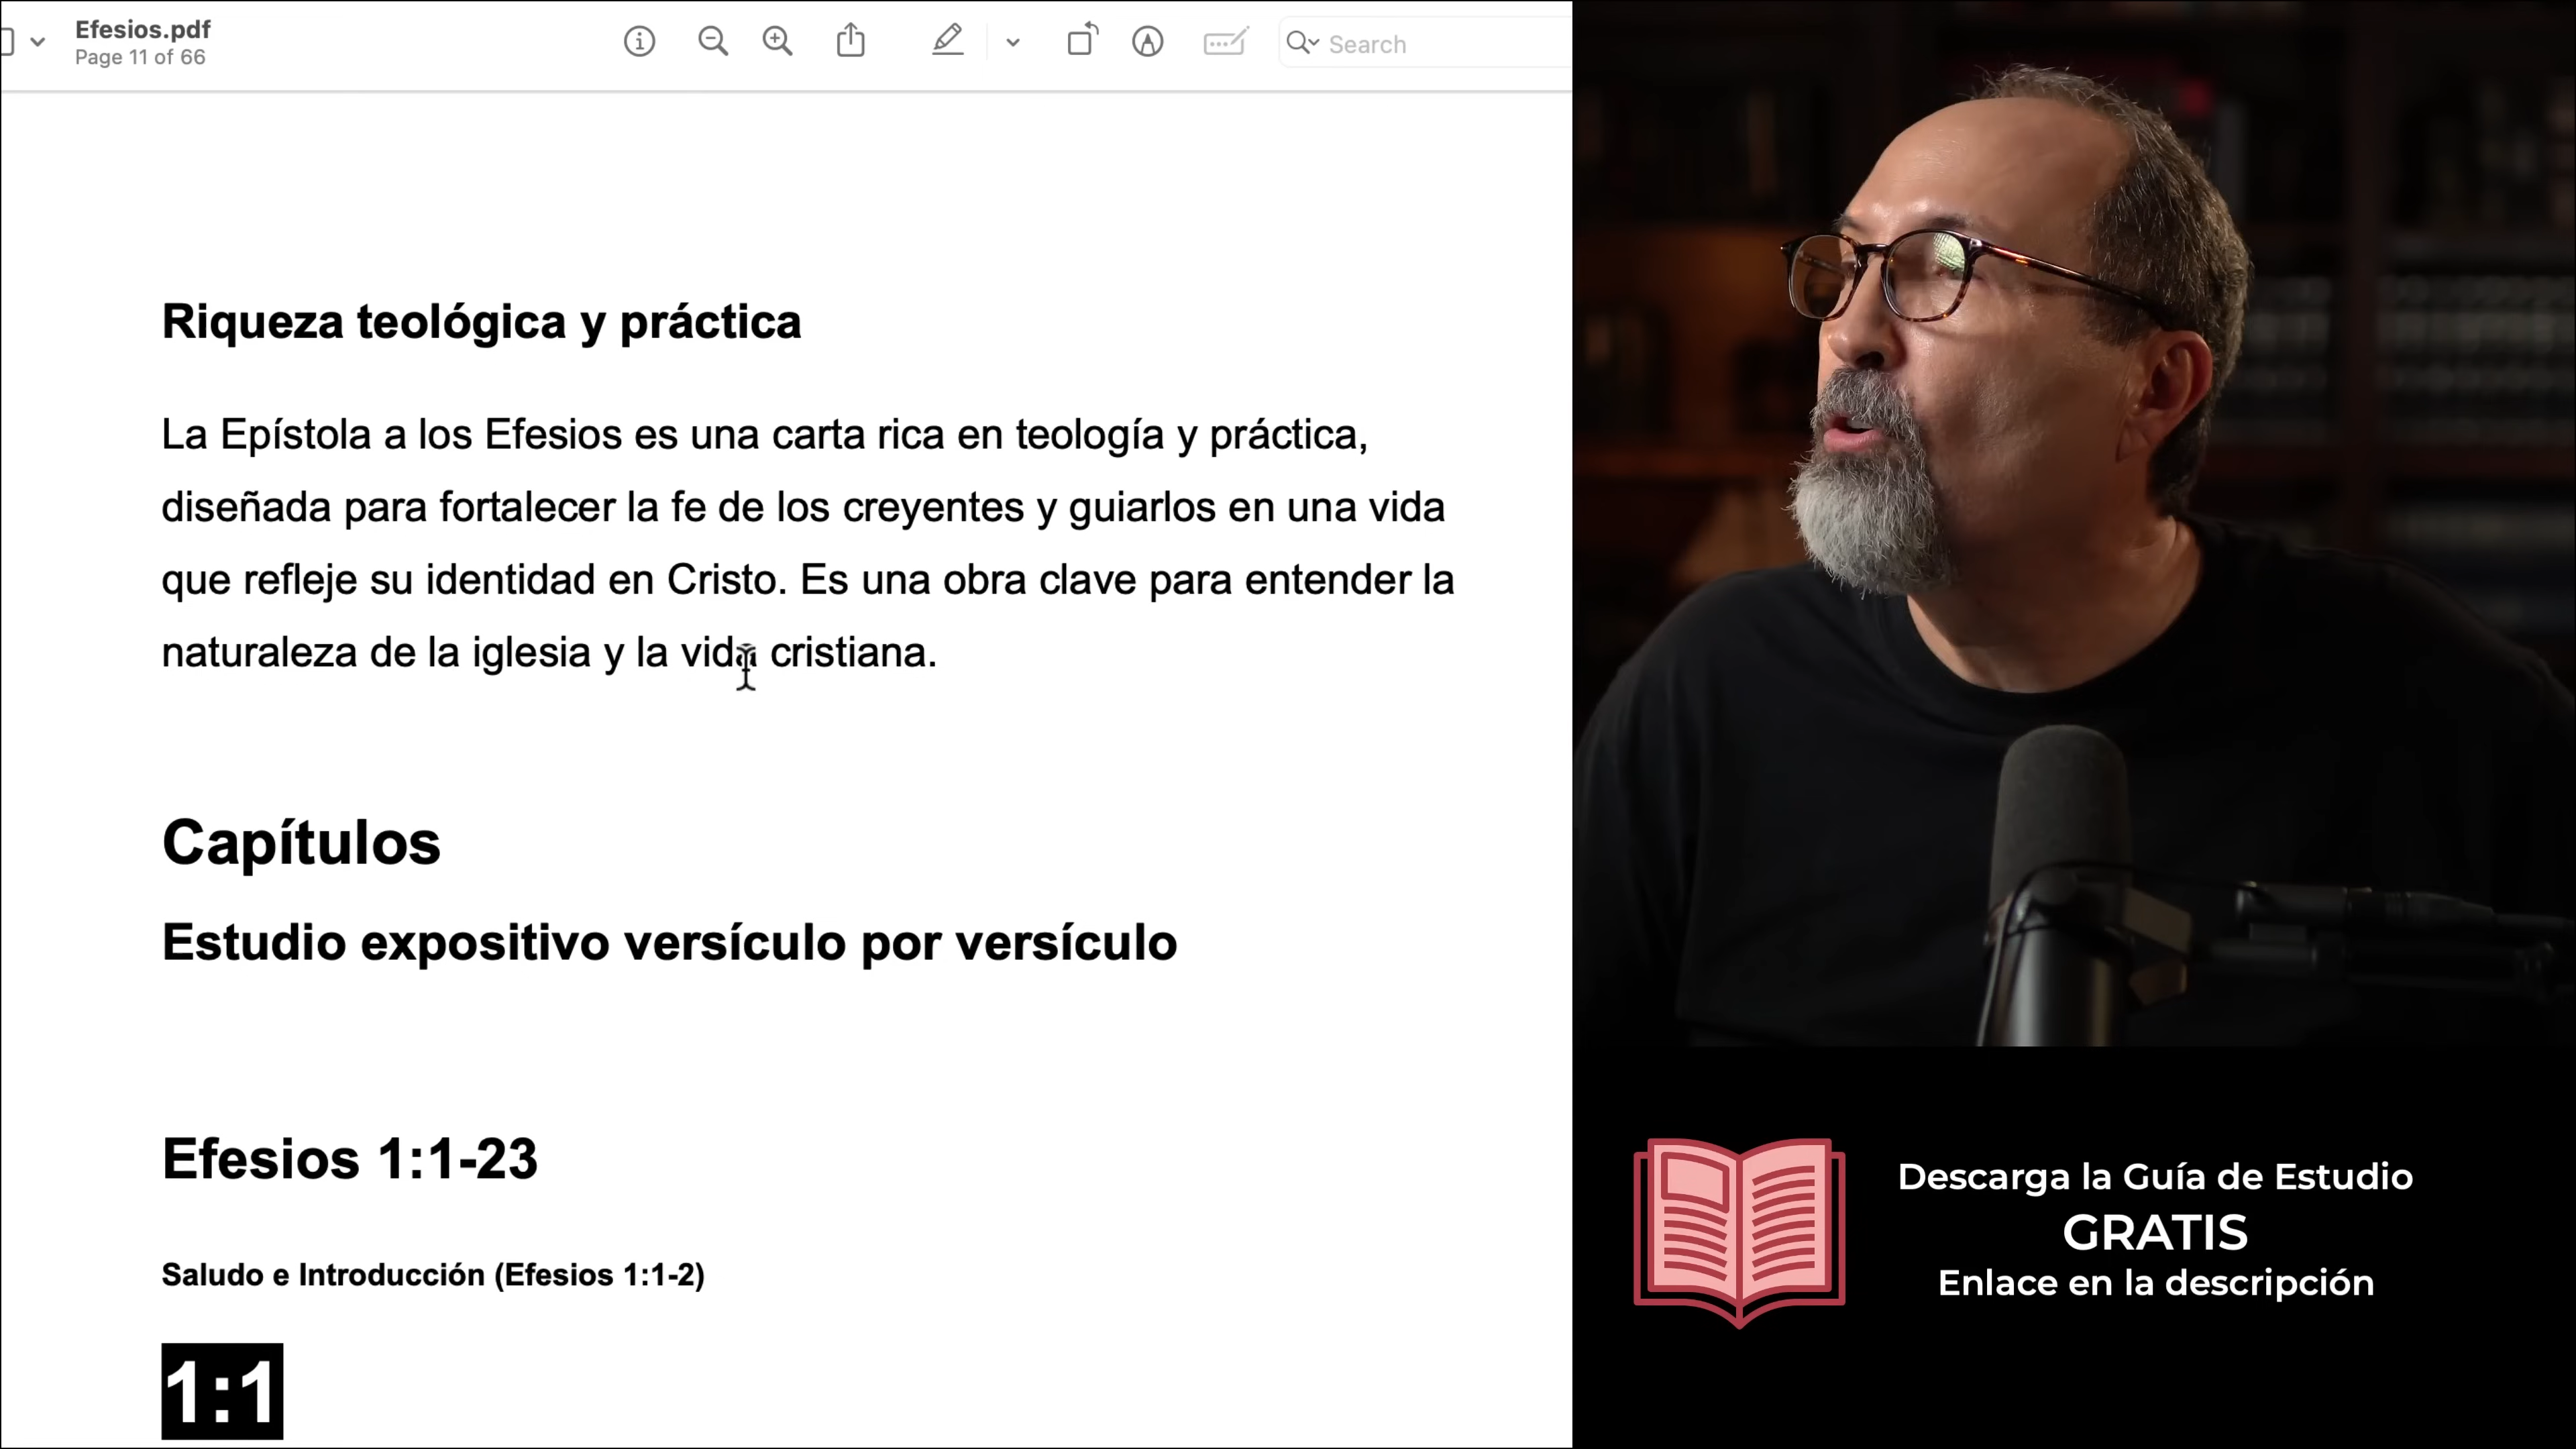 Efesios.pdf
Page 11 of 66
Search
Riqueza teológica y práctica
La Epístola a los Efesios es una carta rica en teología y práctica,
diseñada para fortalecer la fe de los creyentes y guiarlos en una vida
que refleje su identidad en Cristo. Es una obra clave para entender la
naturaleza de la iglesia y la vida cristiana.
Capítulos
Estudio expositivo versículo por versículo
Efesios 1:1-23
Saludo e Introducción (Efesios 1:1-2)
1:1
Descarga la Guía de Estudio
GRATIS
Enlace en la descripción